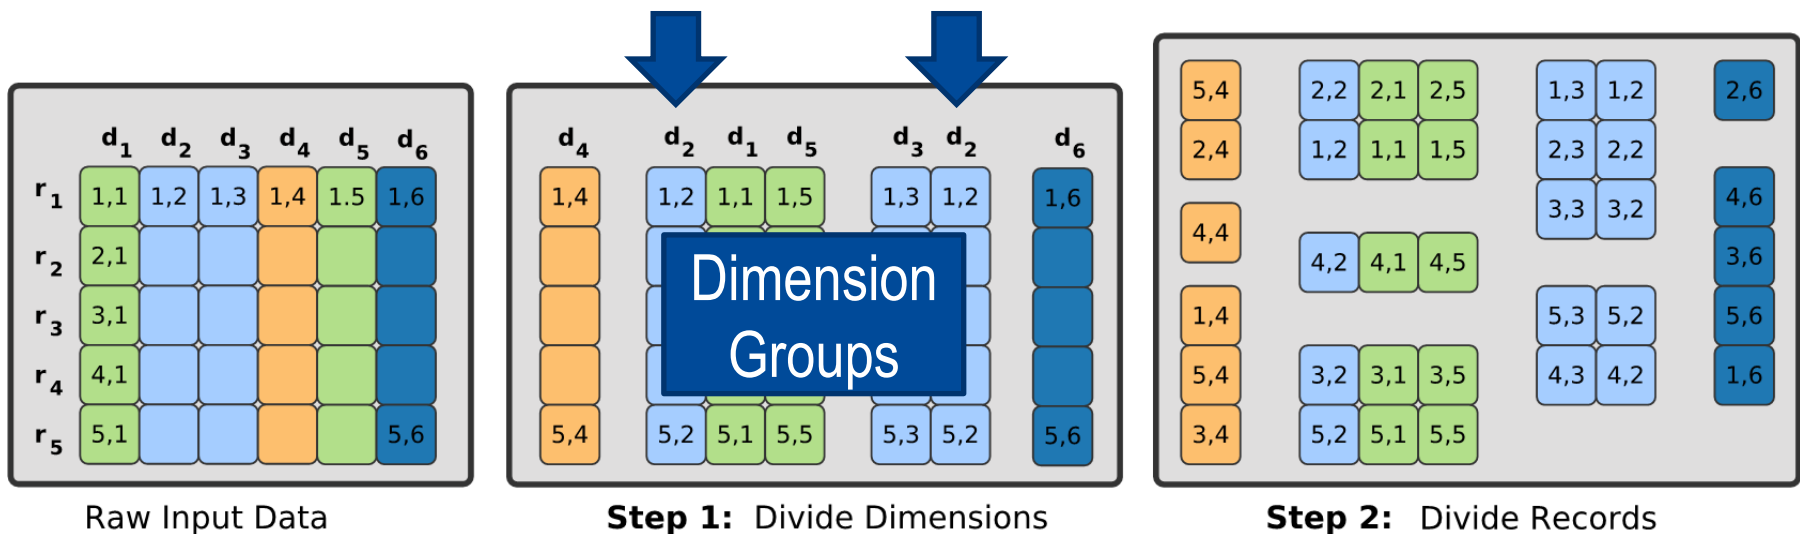 d1 d2 d3 d4 d5 d6
r1 1,1 1,2 1,3 1,4 1.5 1,6
r2 2,1
r3 3,1
r4 4,1
r5 5,1 5,6
Raw Input Data
d4 d2 d1 d5 d3 d2 d6
1,4 1,2 1,1 1,5 1,3 1,2 1,6
Dimension
Groups
5,4 5,2 5,1 5,5 5,3 5,2 5,6
Step 1: Divide Dimensions
5,4 2,2 2,1 2,5 1,3 1,2 2,6
2,4 1,2 1,1 1,5 2,3 2,2
4,6
3,3 3,2
4,4
3,6
4,2 4,1 4,5
1,4 5,3 5,2 5,6
5,4 3,2 3,1 3,5 4,3 4,2 1,6
3,4 5,2 5,1 5,5
Step 2: Divide Records